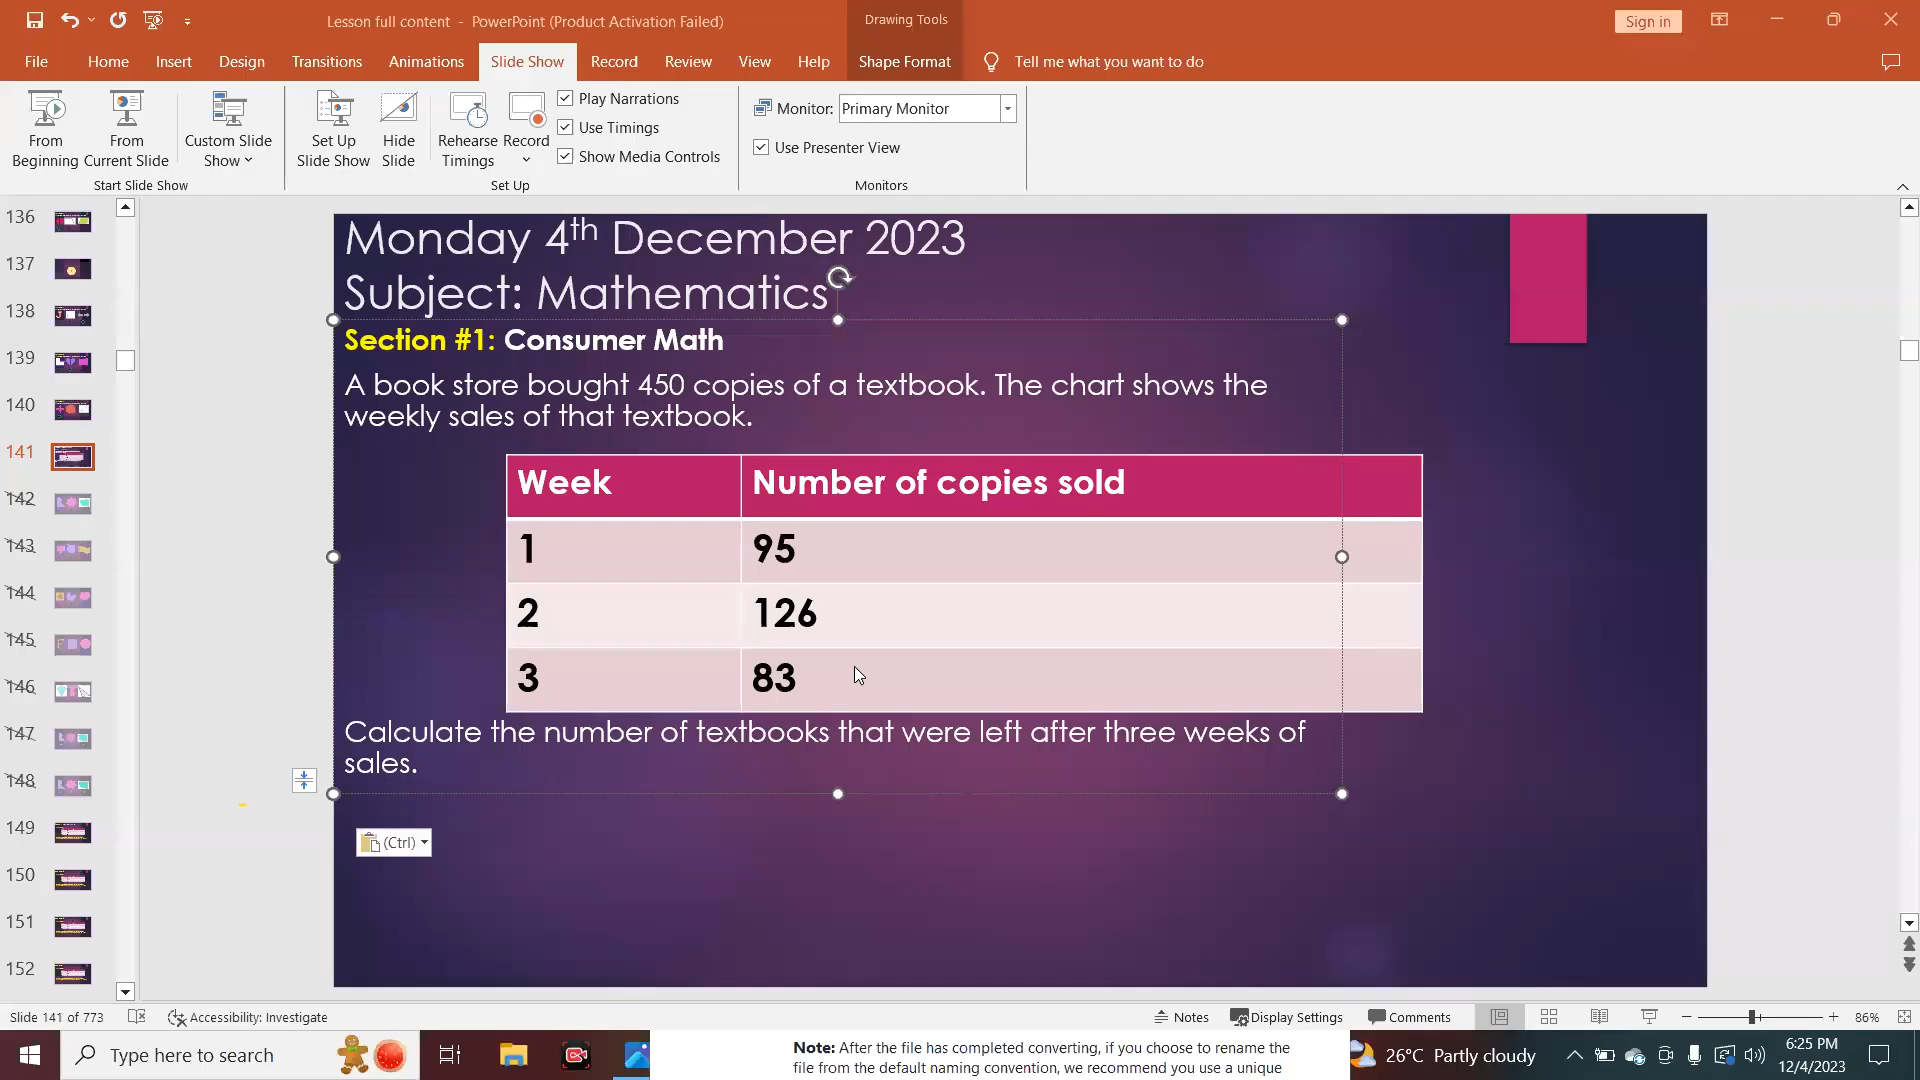 Lesson full content - PowerPoint (Product Activation Failed)
Drawing Tools
Sign in
File Home Insert Design Transitions Animations Slide Show Record Review View Help Shape Format Tell me what you want to do
From Beginning
From Current Slide
Custom Slide Show
Set Up Slide Show
Hide Slide
Rehearse Timings
Record
Play Narrations
Use Timings
Show Media Controls
Monitor: Primary Monitor
Use Presenter View
Start Slide Show
Set Up
Monitors
136
137
138
139
140
141
142
143
144
145
146
147
148
149
150
151
152
Monday 4th December 2023
Subject: Mathematics
Section #1: Consumer Math
A book store bought 450 copies of a textbook. The chart shows the
weekly sales of that textbook.
Week Number of copies sold
1 95
2 126
3 83
Calculate the number of textbooks that were left after three weeks of
sales.
(Ctrl)
Slide 141 of 773 Accessibility: Investigate Notes Display Settings Comments 86%
Type here to search
Note: After the file has completed converting, if you choose to rename the
file from the default naming convention, we recommend you use a unique
26°C Partly cloudy
6:25 PM
12/4/2023